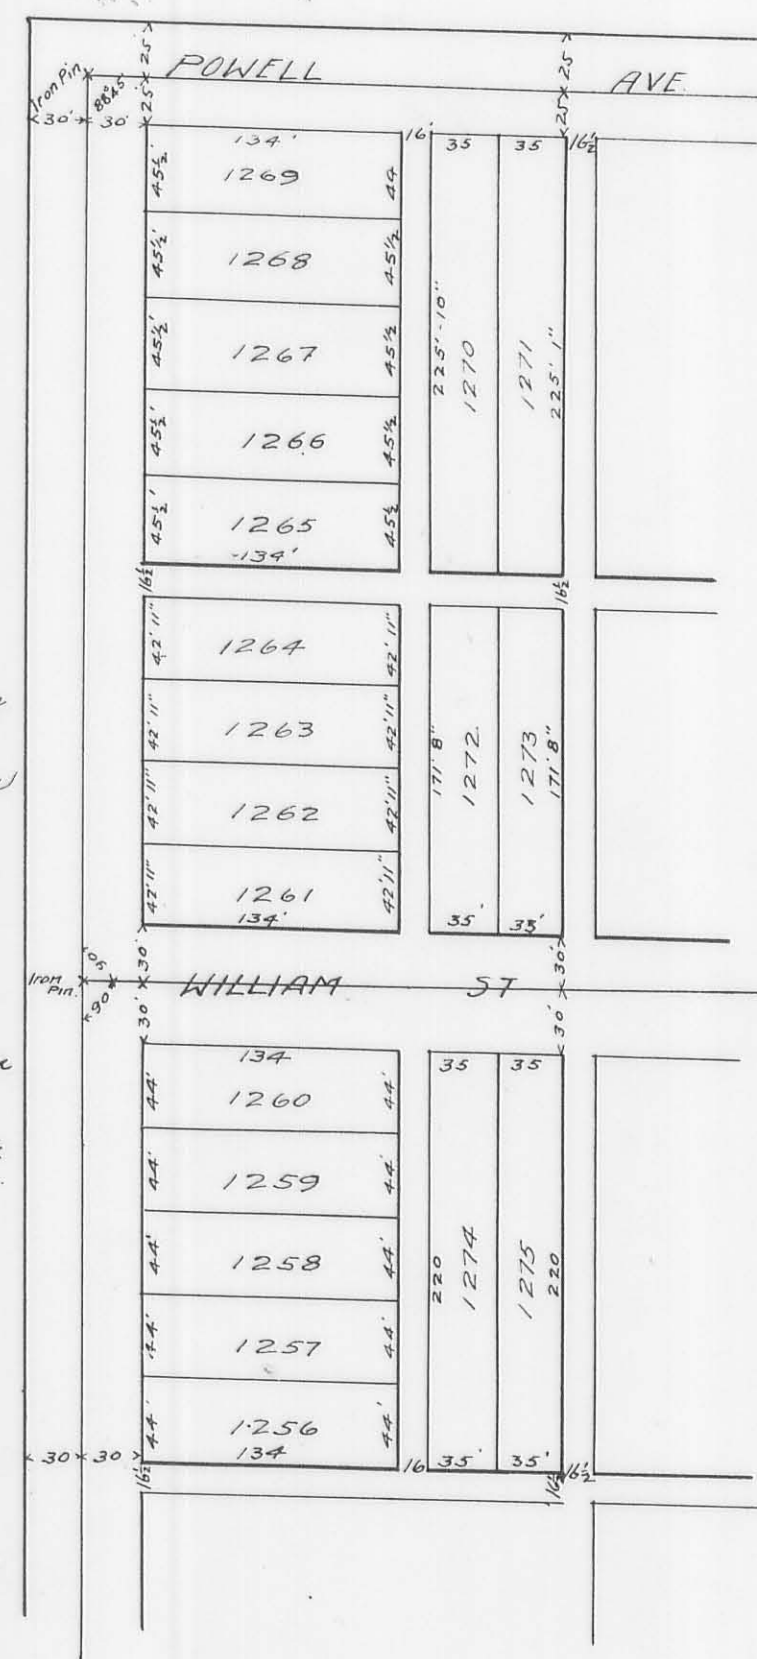 25' 25
POWELL AVE.
Iron Pin
88°45'
30' 30' 25' 25
134' 16' 35 35 16½
45½' 1269 44
45½' 1268 45½
45½' 1267 45½
45½' 1266 45½
45½' 1265 45½
134'
225'-10"
1270
1271
225' 1"
16½ 16½
42' 11" 1264 42' 11"
42' 11" 1263 42' 11"
42' 11" 1262 42' 11"
42' 11" 1261 42' 11"
134'
171' 8"
1272
1273
171' 8"
35' 35'
30' 30'
Iron Pin. 90°
90°
WILLIAM ST
30' 30'
134 35 35
44' 1260 44'
44' 1259 44'
44' 1258 44'
44' 1257 44'
44' 1256 44'
134
220
1274
1275
220
30 30 16 35' 35' 16½
16½ 16½